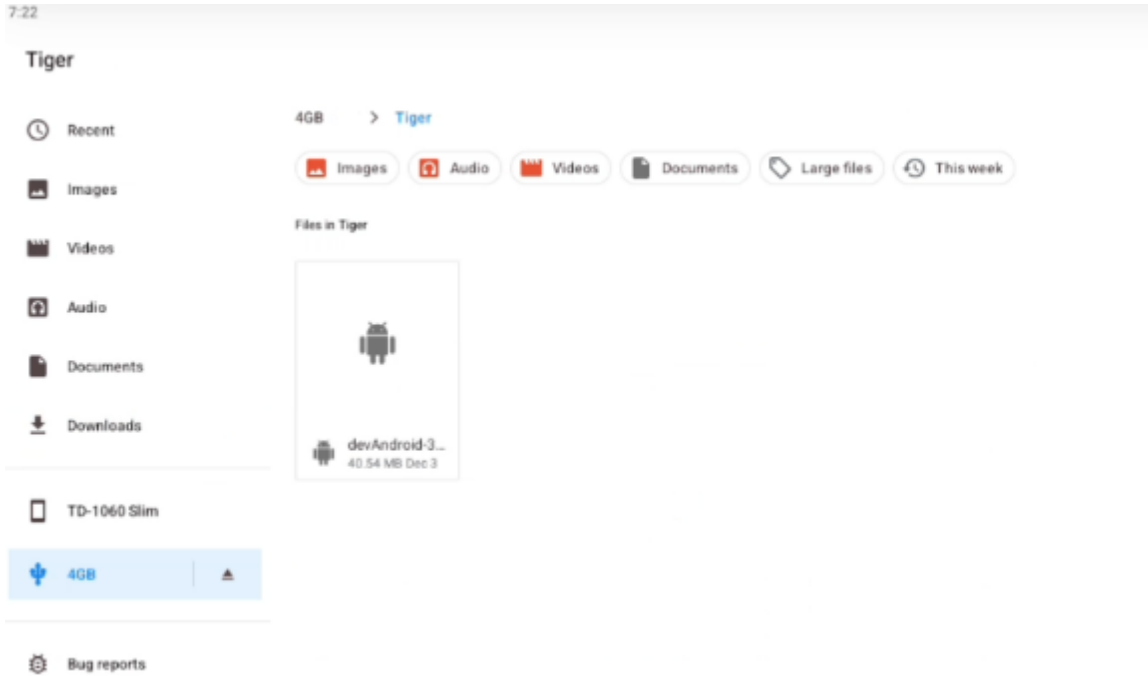 7:22
Tiger
Recent
Images
Videos
Audio
Documents
Downloads
TD-1060 Slim
4GB
Bug reports
4GB > Tiger
Images Audio Videos Documents Large files This week
Files in Tiger
devAndroid-3...
40.54 MB Dec 3